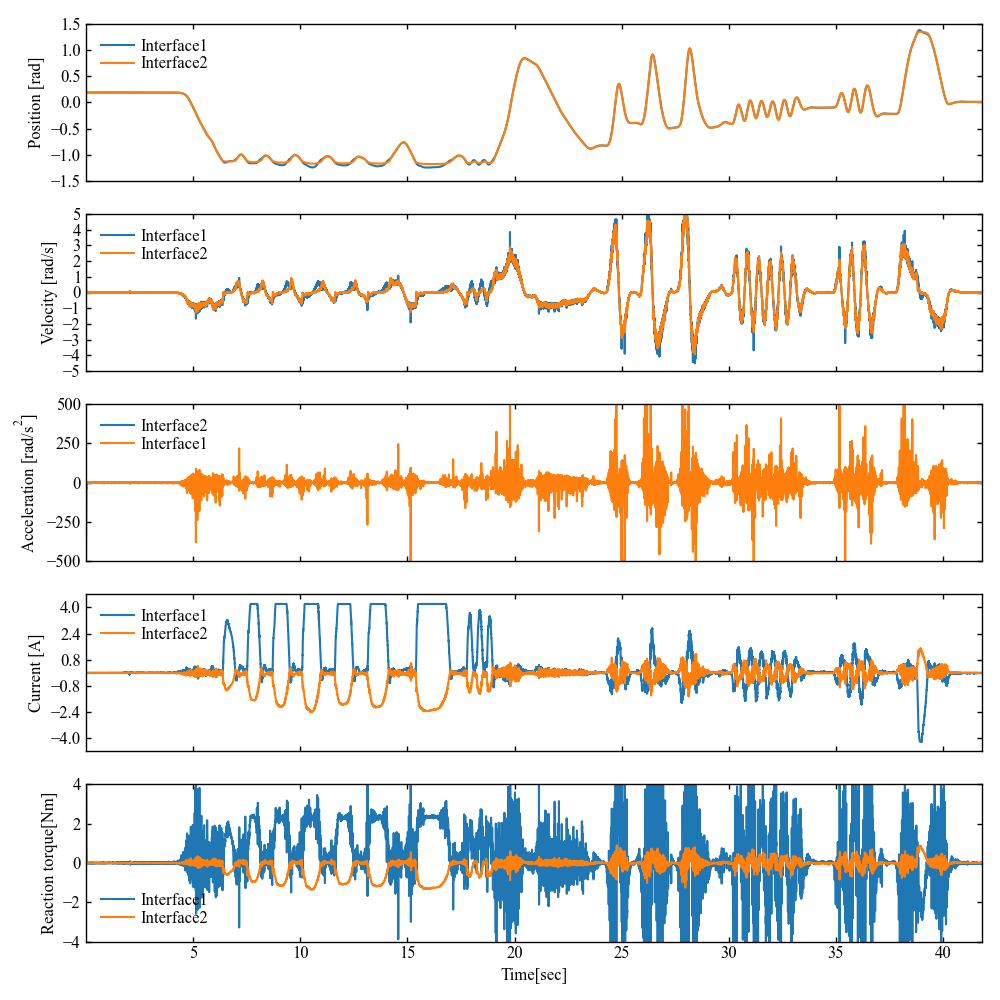 1.5
1.0
0.5
0.0
−0.5
−1.0
−1.5
Position [rad]
Interface1
Interface2
5
4
3
2
1
0
−1
−2
−3
−4
−5
Velocity [rad/s]
Interface1
Interface2
500
250
0
−250
−500
Acceleration [rad/s²]
Interface2
Interface1
4.0
2.4
0.8
−0.8
−2.4
−4.0
Current [A]
Interface1
Interface2
4
2
0
−2
−4
Reaction torque[Nm]
Interface1
Interface2
5
10
15
20
25
30
35
40
Time[sec]